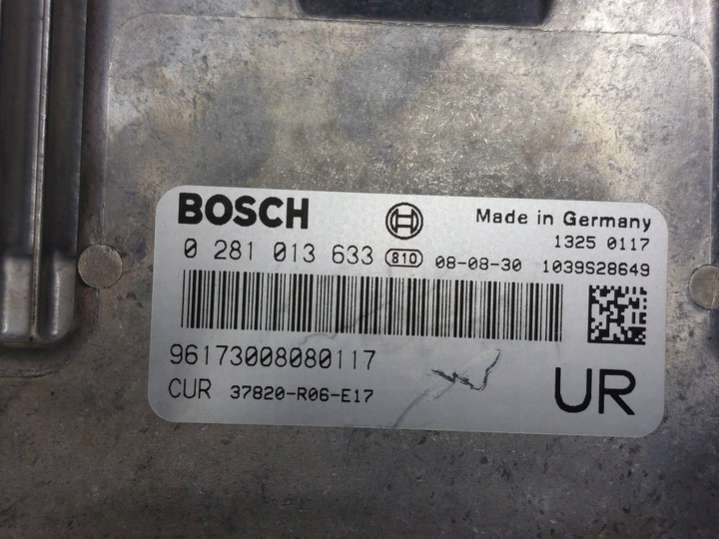 BOSCH Made in Germany
1325 0117
0 281 013 633 810 08-08-30 1039S28649
96173008080117
CUR 37820-R06-E17 UR